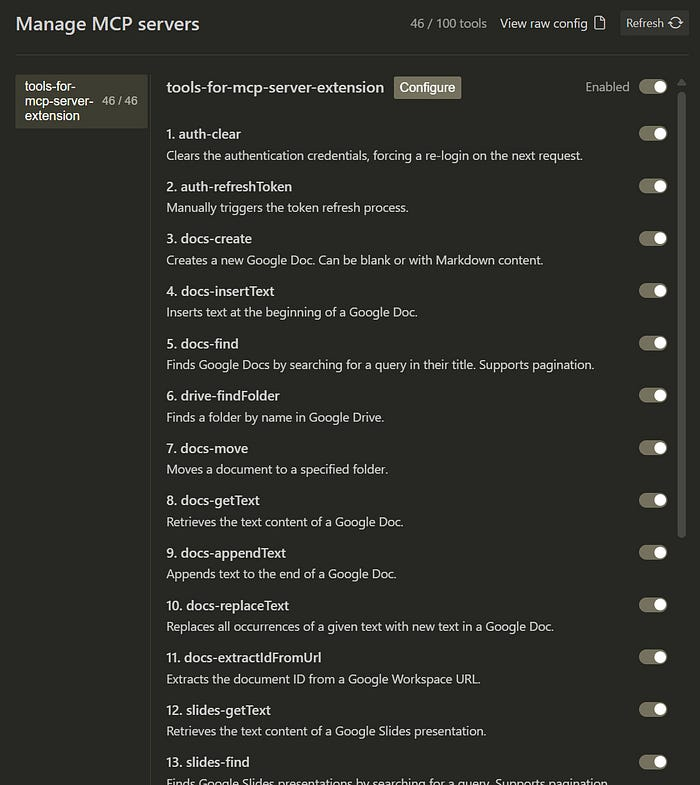 Manage MCP servers
46 / 100 tools
View raw config
Refresh
tools-for-
mcp-server-
extension
46 / 46
tools-for-mcp-server-extension
Configure
Enabled
1. auth-clear
Clears the authentication credentials, forcing a re-login on the next request.
2. auth-refreshToken
Manually triggers the token refresh process.
3. docs-create
Creates a new Google Doc. Can be blank or with Markdown content.
4. docs-insertText
Inserts text at the beginning of a Google Doc.
5. docs-find
Finds Google Docs by searching for a query in their title. Supports pagination.
6. drive-findFolder
Finds a folder by name in Google Drive.
7. docs-move
Moves a document to a specified folder.
8. docs-getText
Retrieves the text content of a Google Doc.
9. docs-appendText
Appends text to the end of a Google Doc.
10. docs-replaceText
Replaces all occurrences of a given text with new text in a Google Doc.
11. docs-extractIdFromUrl
Extracts the document ID from a Google Workspace URL.
12. slides-getText
Retrieves the text content of a Google Slides presentation.
13. slides-find
Finds Google Slides presentations by searching for a query. Supports pagination.